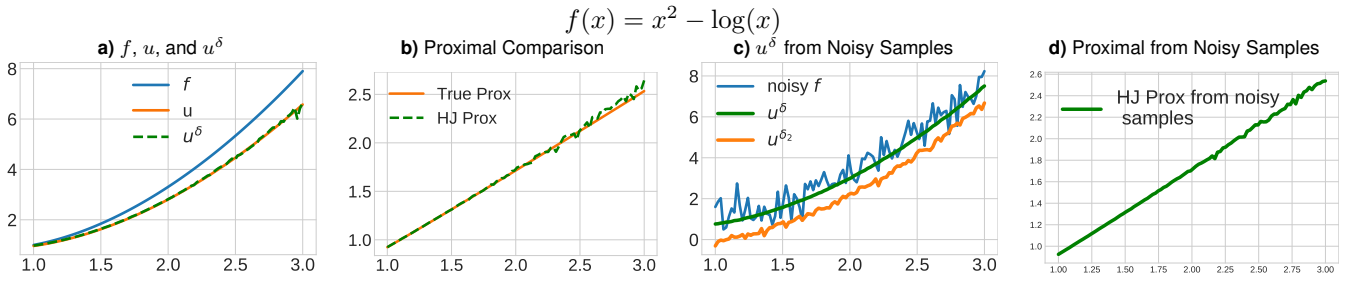 f(x) = x² − log(x)
a) f, u, and u^δ
8
6
4
2
1.0 1.5 2.0 2.5 3.0
f
u
u^δ
b) Proximal Comparison
2.5
2.0
1.5
1.0
1.0 1.5 2.0 2.5 3.0
True Prox
HJ Prox
c) u^δ from Noisy Samples
8
6
4
2
0
1.0 1.5 2.0 2.5 3.0
noisy f
u^δ
u^δ₂
d) Proximal from Noisy Samples
2.6
2.4
2.2
2.0
1.8
1.6
1.4
1.2
1.0
1.00 1.25 1.50 1.75 2.00 2.25 2.50 2.75 3.00
HJ Prox from noisy
samples